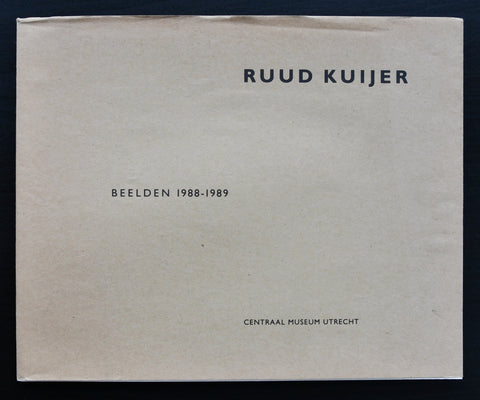 RUUD KUIJER
BEELDEN 1988-1989
CENTRAAL MUSEUM UTRECHT